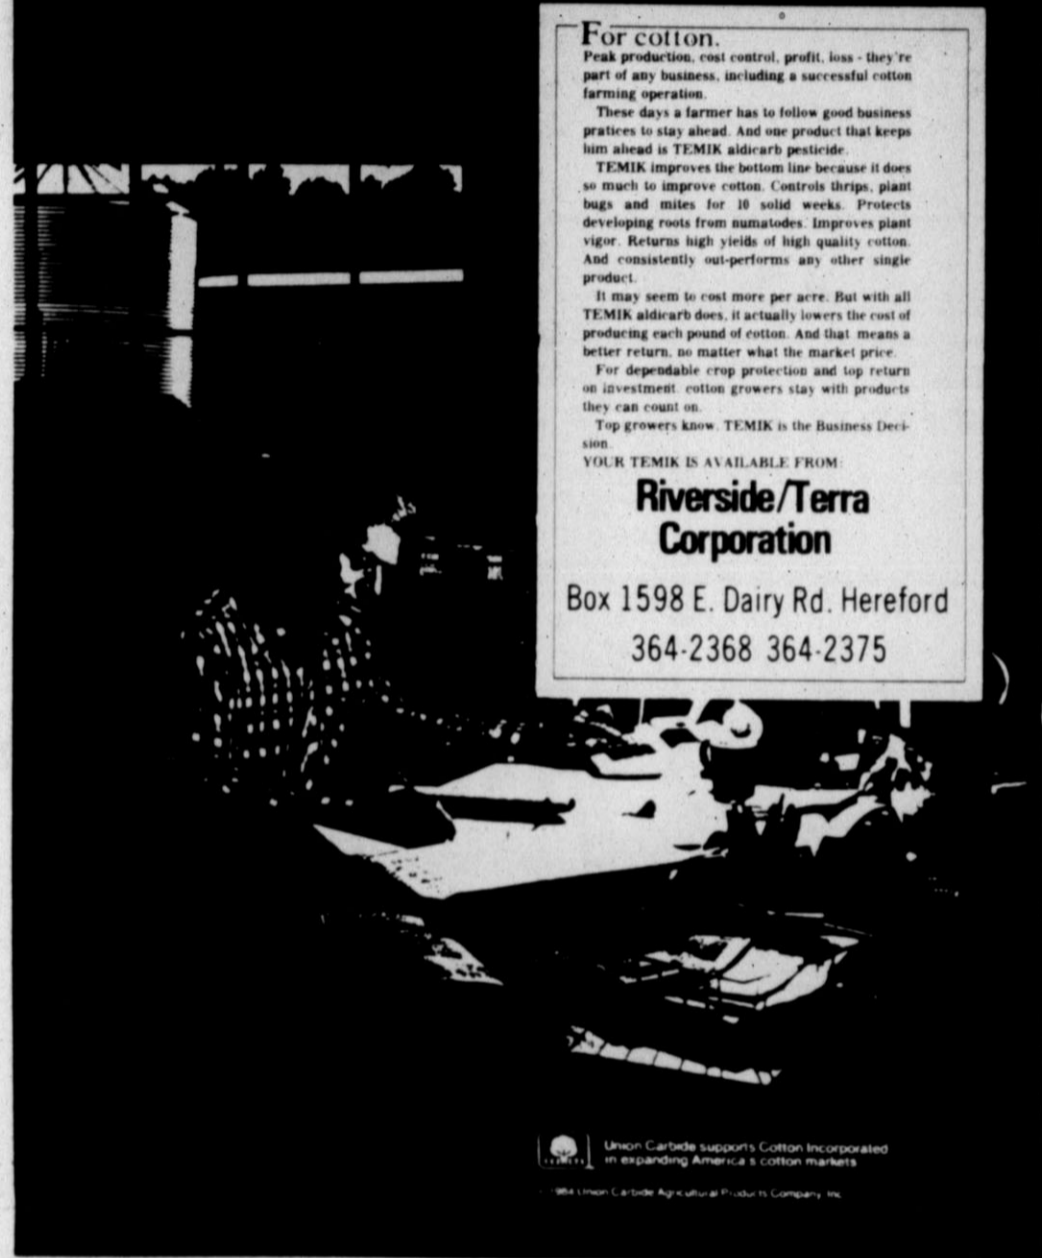 For cotton.
Peak production, cost control, profit, loss - they're
part of any business, including a successful cotton
farming operation.
These days a farmer has to follow good business
pratices to stay ahead. And one product that keeps
him ahead is TEMIK aldicarb pesticide.
TEMIK improves the bottom line because it does
so much to improve cotton. Controls thrips, plant
bugs and mites for 10 solid weeks. Protects
developing roots from numatodes. Improves plant
vigor. Returns high yields of high quality cotton.
And consistently out-performs any other single
product.
It may seem to cost more per acre. But with all
TEMIK aldicarb does, it actually lowers the cost of
producing each pound of cotton. And that means a
better return, no matter what the market price.
For dependable crop protection and top return
on investment, cotton growers stay with products
they can count on.
Top growers know. TEMIK is the Business Deci-
sion.
YOUR TEMIK IS AVAILABLE FROM:
Riverside/Terra
Corporation
Box 1598 E. Dairy Rd. Hereford
364-2368 364-2375
Union Carbide supports Cotton Incorporated
in expanding America's cotton markets
1984 Union Carbide Agricultural Products Company, Inc.